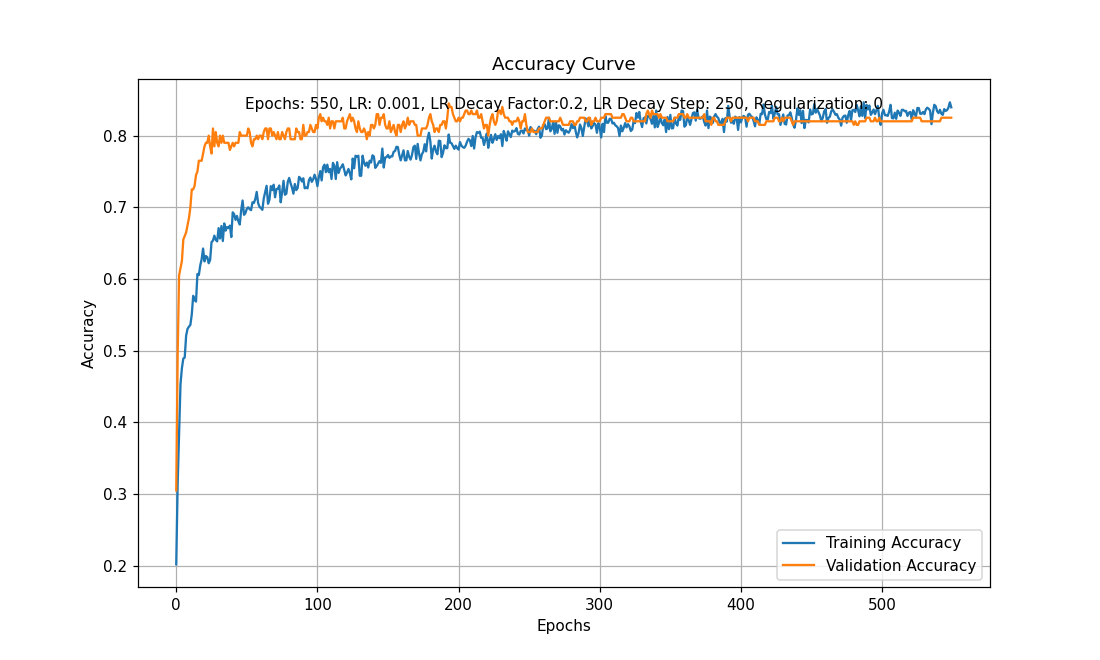 Accuracy Curve
Epochs: 550, LR: 0.001, LR Decay Factor:0.2, LR Decay Step: 250, Regularization: 0
Accuracy
0.8
0.7
0.6
0.5
0.4
0.3
0.2
Training Accuracy
Validation Accuracy
0 100 200 300 400 500
Epochs